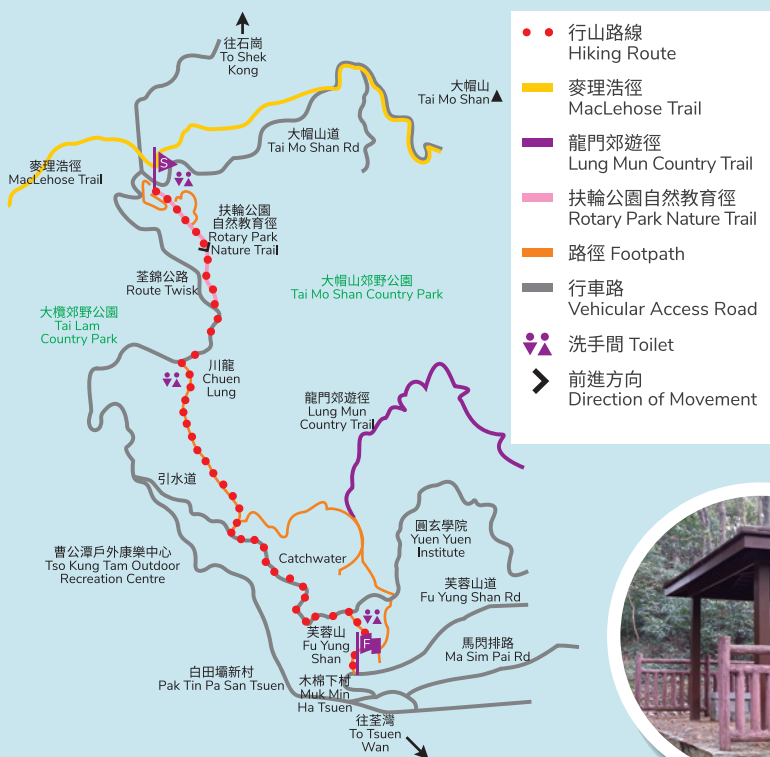 往石崗
To Shek
Kong
大帽山
Tai Mo Shan
大帽山道
Tai Mo Shan Rd
麥理浩徑
MacLehose Trail
S
扶輪公園
自然教育徑
Rotary Park
Nature Trail
荃錦公路
Route Twisk
大帽山郊野公園
Tai Mo Shan Country Park
大欖郊野公園
Tai Lam
Country Park
川龍
Chuen
Lung
龍門郊遊徑
Lung Mun
Country Trail
引水道
Catchwater
圓玄學院
Yuen Yuen
Institute
曹公潭戶外康樂中心
Tso Kung Tam Outdoor
Recreation Centre
芙蓉山道
Fu Yung Shan Rd
芙蓉山
Fu Yung
Shan
F
馬閃排路
Ma Sim Pai Rd
白田壩新村
Pak Tin Pa San Tsuen
木棉下村
Muk Min
Ha Tsuen
往荃灣
To Tsuen
Wan
行山路線
Hiking Route
麥理浩徑
MacLehose Trail
龍門郊遊徑
Lung Mun Country Trail
扶輪公園自然教育徑
Rotary Park Nature Trail
路徑 Footpath
行車路
Vehicular Access Road
洗手間 Toilet
前進方向
Direction of Movement